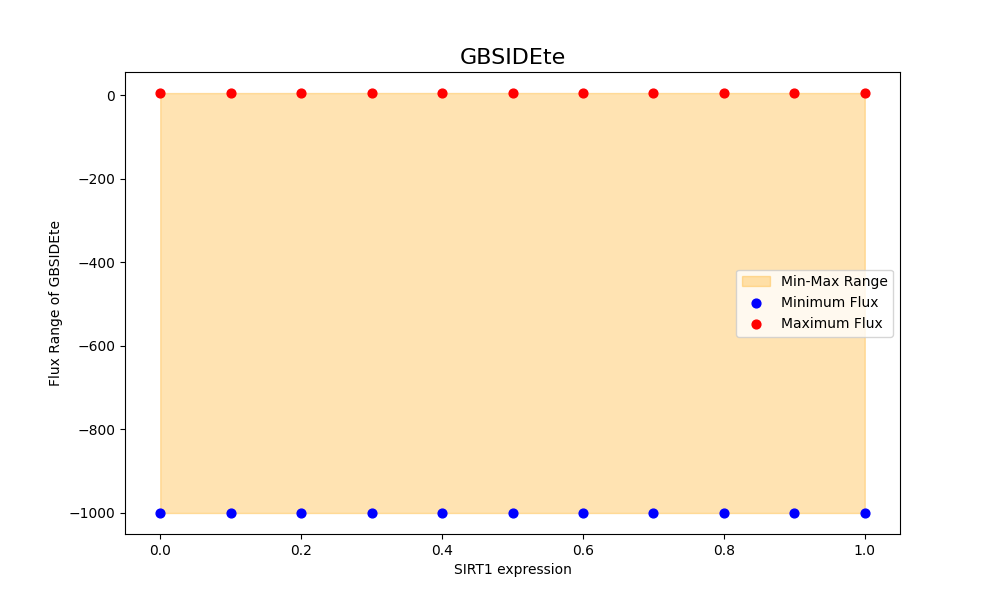 GBSIDEte
0
−200
−400
−600
−800
−1000
Flux Range of GBSIDEte
Min-Max Range
Minimum Flux
Maximum Flux
0.0 0.2 0.4 0.6 0.8 1.0
SIRT1 expression